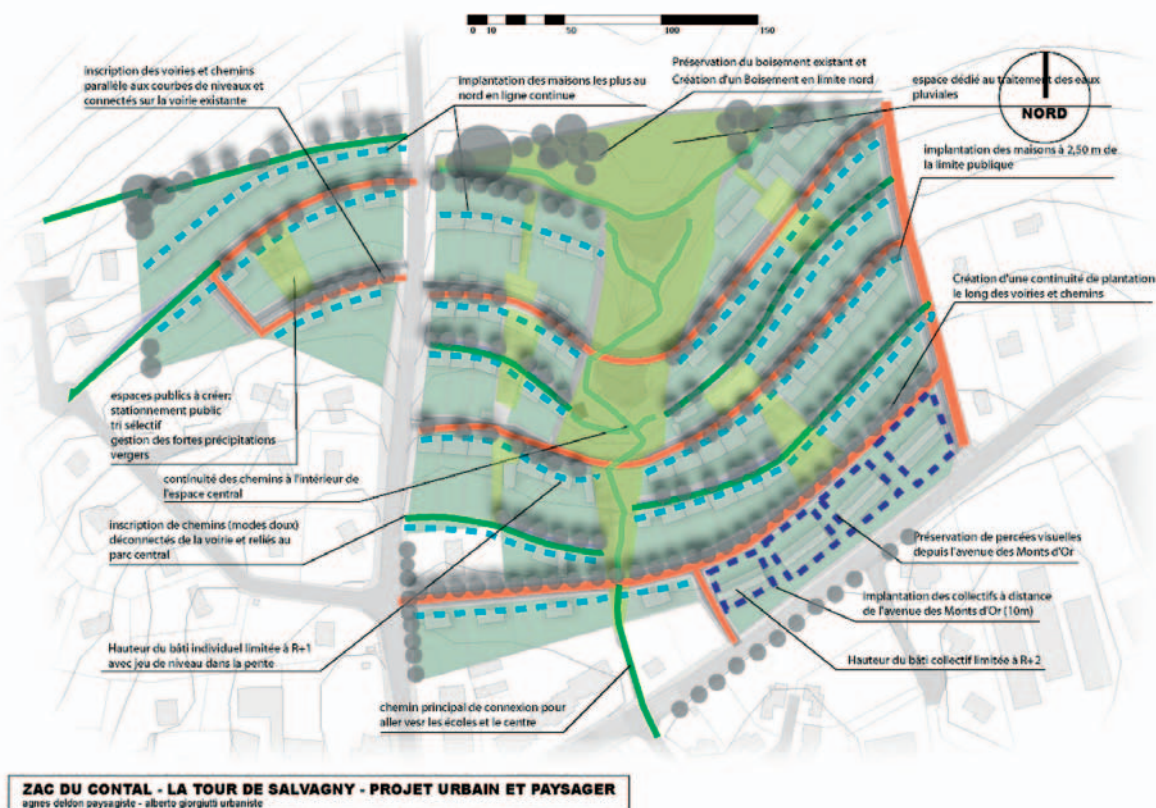 0 10 50 100 150
inscription des voiries et chemins
parallèle aux courbes de niveaux et
connectés sur la voirie existante
implantation des maisons les plus au
nord en ligne continue
Préservation du boisement existant et
Création d'un Boisement en limite nord
espace dédié au traitement des eaux
pluviales
NORD
implantation des maisons à 2,50 m de
la limite publique
Création d'une continuité de plantation
le long des voiries et chemins
espaces publics à créer:
stationnement public
tri sélectif
gestion des fortes précipitations
vergers
continuité des chemins à l'intérieur de
l'espace central
inscription de chemins (modes doux)
déconnectés de la voirie et reliés au
parc central
Préservation de percées visuelles
depuis l'avenue des Monts d'Or
implantation des collectifs à distance
de l'avenue des Monts d'Or (10m)
Hauteur du bâti individuel limitée à R+1
avec jeu de niveau dans la pente
Hauteur du bâti collectif limitée à R+2
chemin principal de connexion pour
aller vesr les écoles et le centre
ZAC DU CONTAL - LA TOUR DE SALVAGNY - PROJET URBAIN ET PAYSAGER
agnes deldon paysagiste - alberto giorgiutti urbaniste